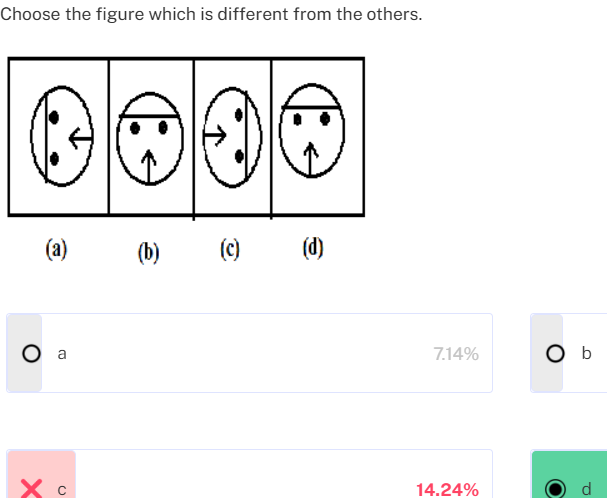 Choose the figure which is different from the others.
(a) (b) (c) (d)
a 7.14% b
c 14.24% d